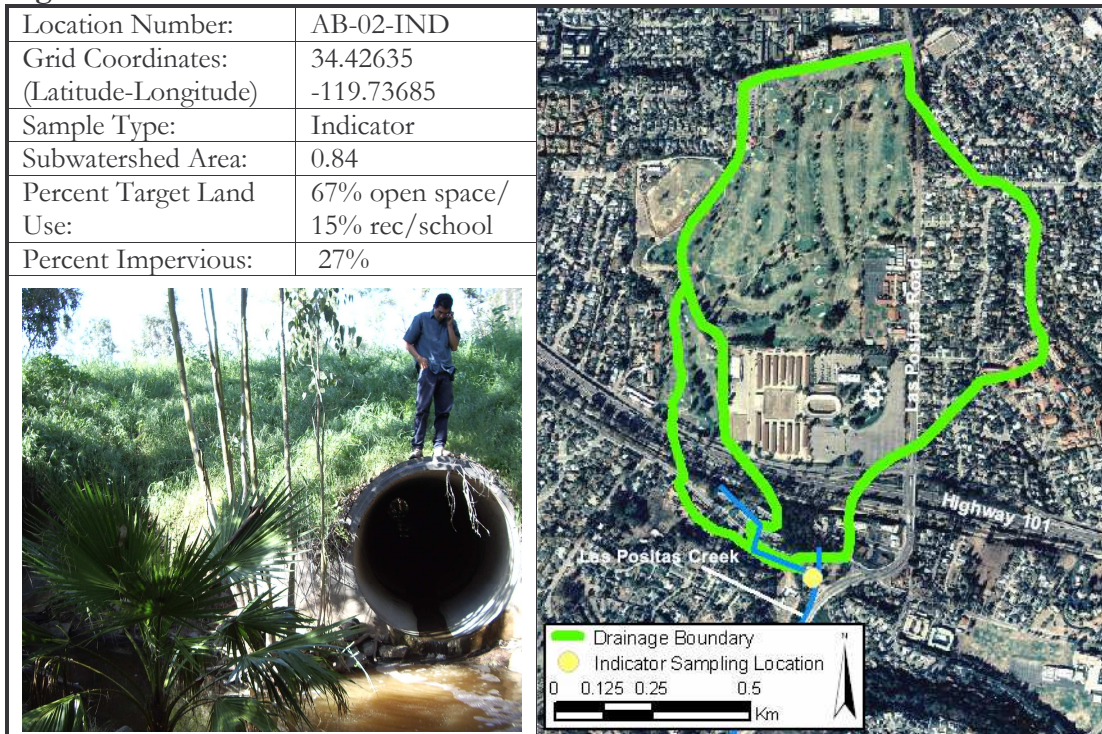 Location Number: AB-02-IND
Grid Coordinates: 34.42635
(Latitude-Longitude) -119.73685
Sample Type: Indicator
Subwatershed Area: 0.84
Percent Target Land 67% open space/
Use: 15% rec/school
Percent Impervious: 27%
Las Positas Road
Highway 101
Las Positas Creek
Drainage Boundary
N
Indicator Sampling Location
0 0.125 0.25 0.5
Km